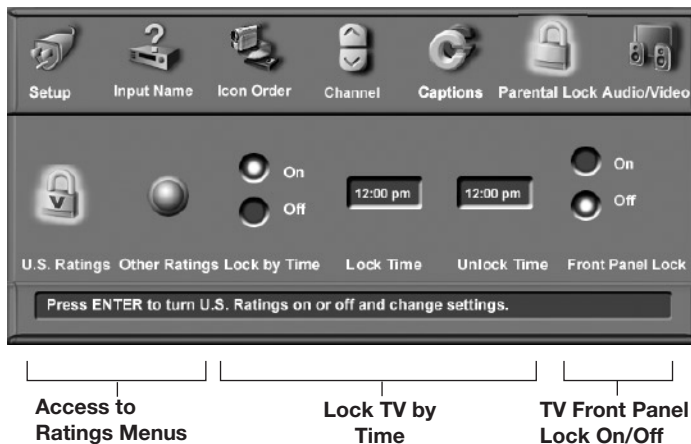 Setup Input Name Icon Order Channel Captions Parental Lock Audio/Video
On
Off
12:00 pm
12:00 pm
On
Off
V
U.S. Ratings Other Ratings Lock by Time Lock Time Unlock Time Front Panel Lock
Press ENTER to turn U.S. Ratings on or off and change settings.
Access to
Ratings Menus
Lock TV by
Time
TV Front Panel
Lock On/Off